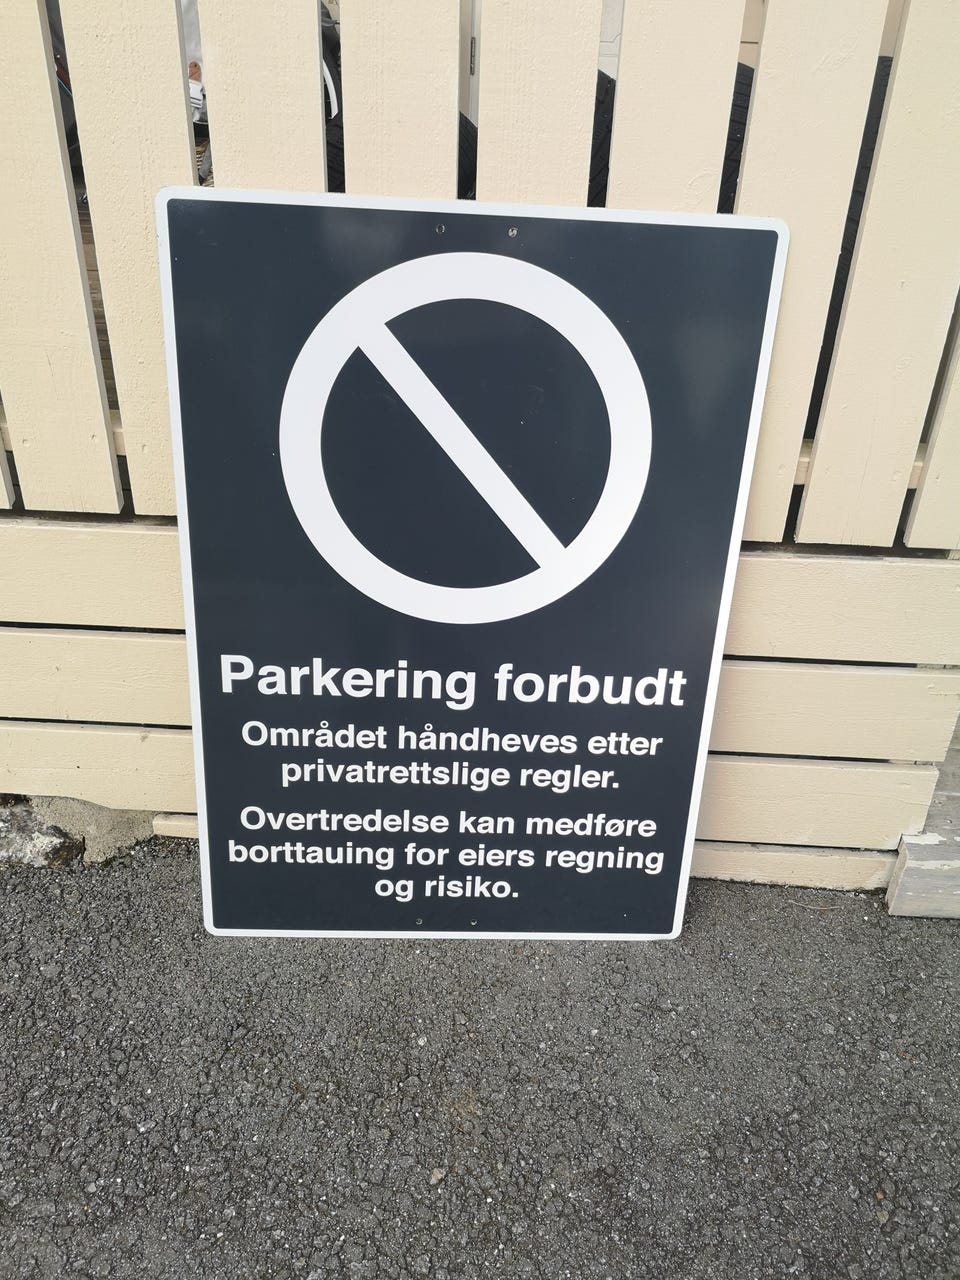 Parkering forbudt
Området håndheves etter
privatrettslige regler.
Overtredelse kan medføre
borttauing for eiers regning
og risiko.